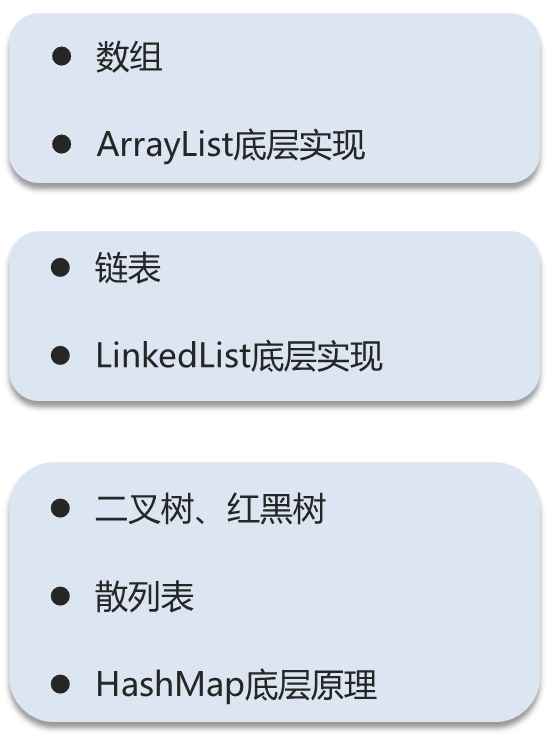 ● 数组
● ArrayList底层实现
● 链表
● LinkedList底层实现
● 二叉树、红黑树
● 散列表
● HashMap底层原理